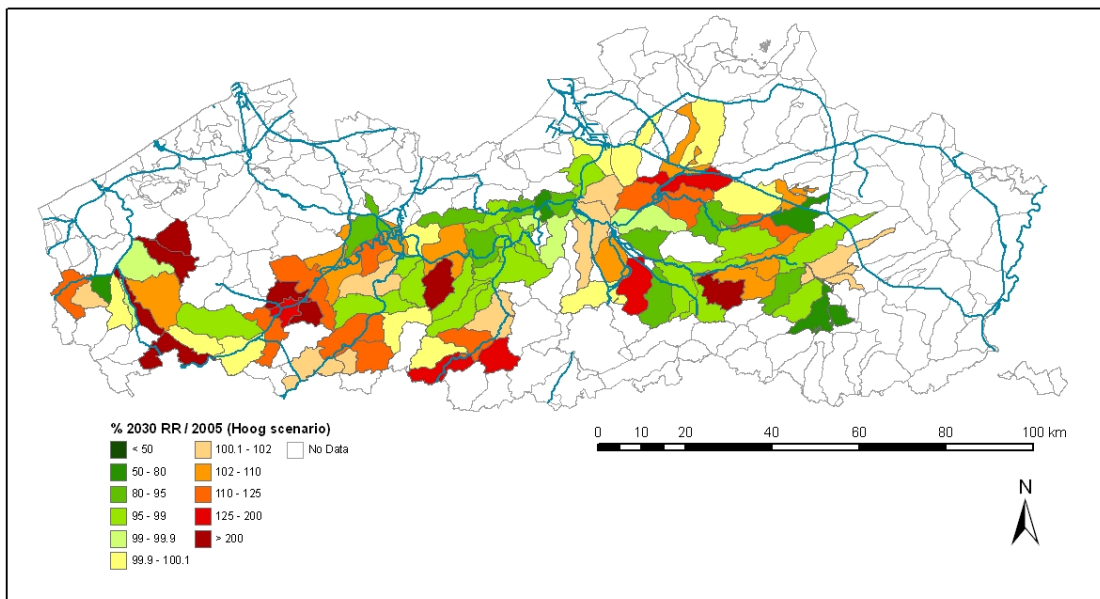 % 2030 RR / 2005 (Hoog scenario)
< 50
50 - 80
80 - 95
95 - 99
99 - 99.9
99.9 - 100.1
100.1 - 102
102 - 110
110 - 125
125 - 200
> 200
No Data
0 10 20 40 60 80 100 km
N